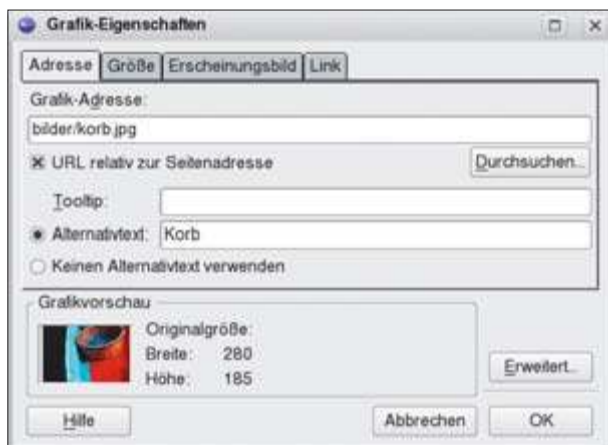 Grafik-Eigenschaften
Adresse Größe Erscheinungsbild Link
Grafik-Adresse:
bilder/korb.jpg
URL relativ zur Seitenadresse
Durchsuchen...
Tooltip:
Alternativtext: Korb
Keinen Alternativtext verwenden
Grafikvorschau
Originalgröße:
Breite: 280
Höhe: 185
Erweitert...
Hilfe
Abbrechen
OK